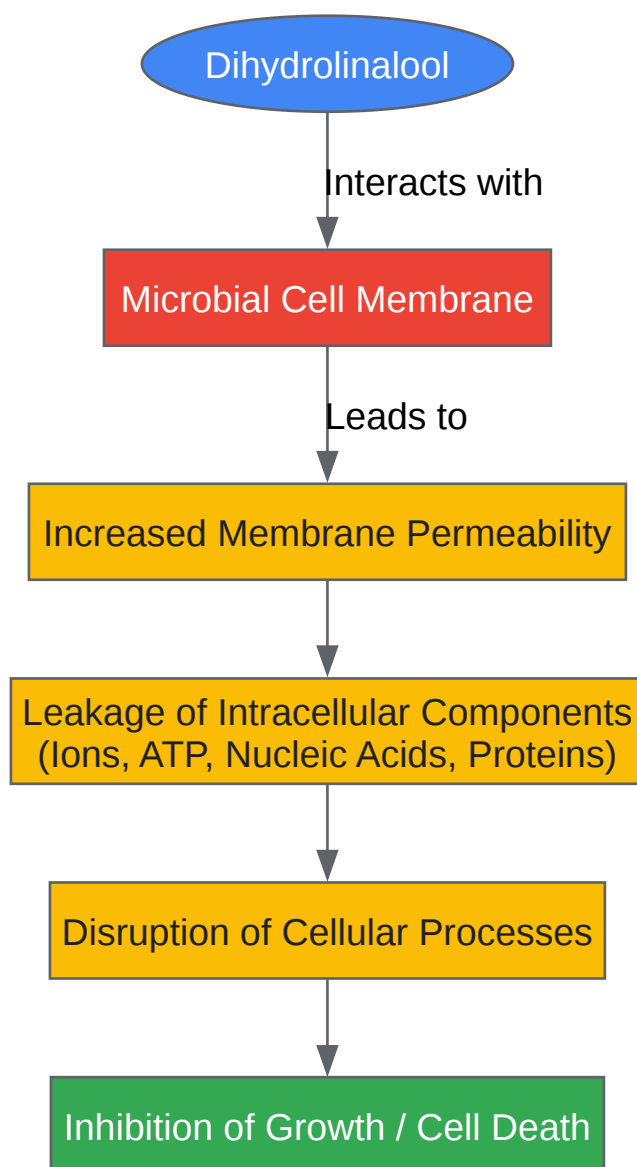 Dihydrolinalool
Interacts with
Microbial Cell Membrane
Leads to
Increased Membrane Permeability
Leakage of Intracellular Components
(Ions, ATP, Nucleic Acids, Proteins)
Disruption of Cellular Processes
Inhibition of Growth / Cell Death